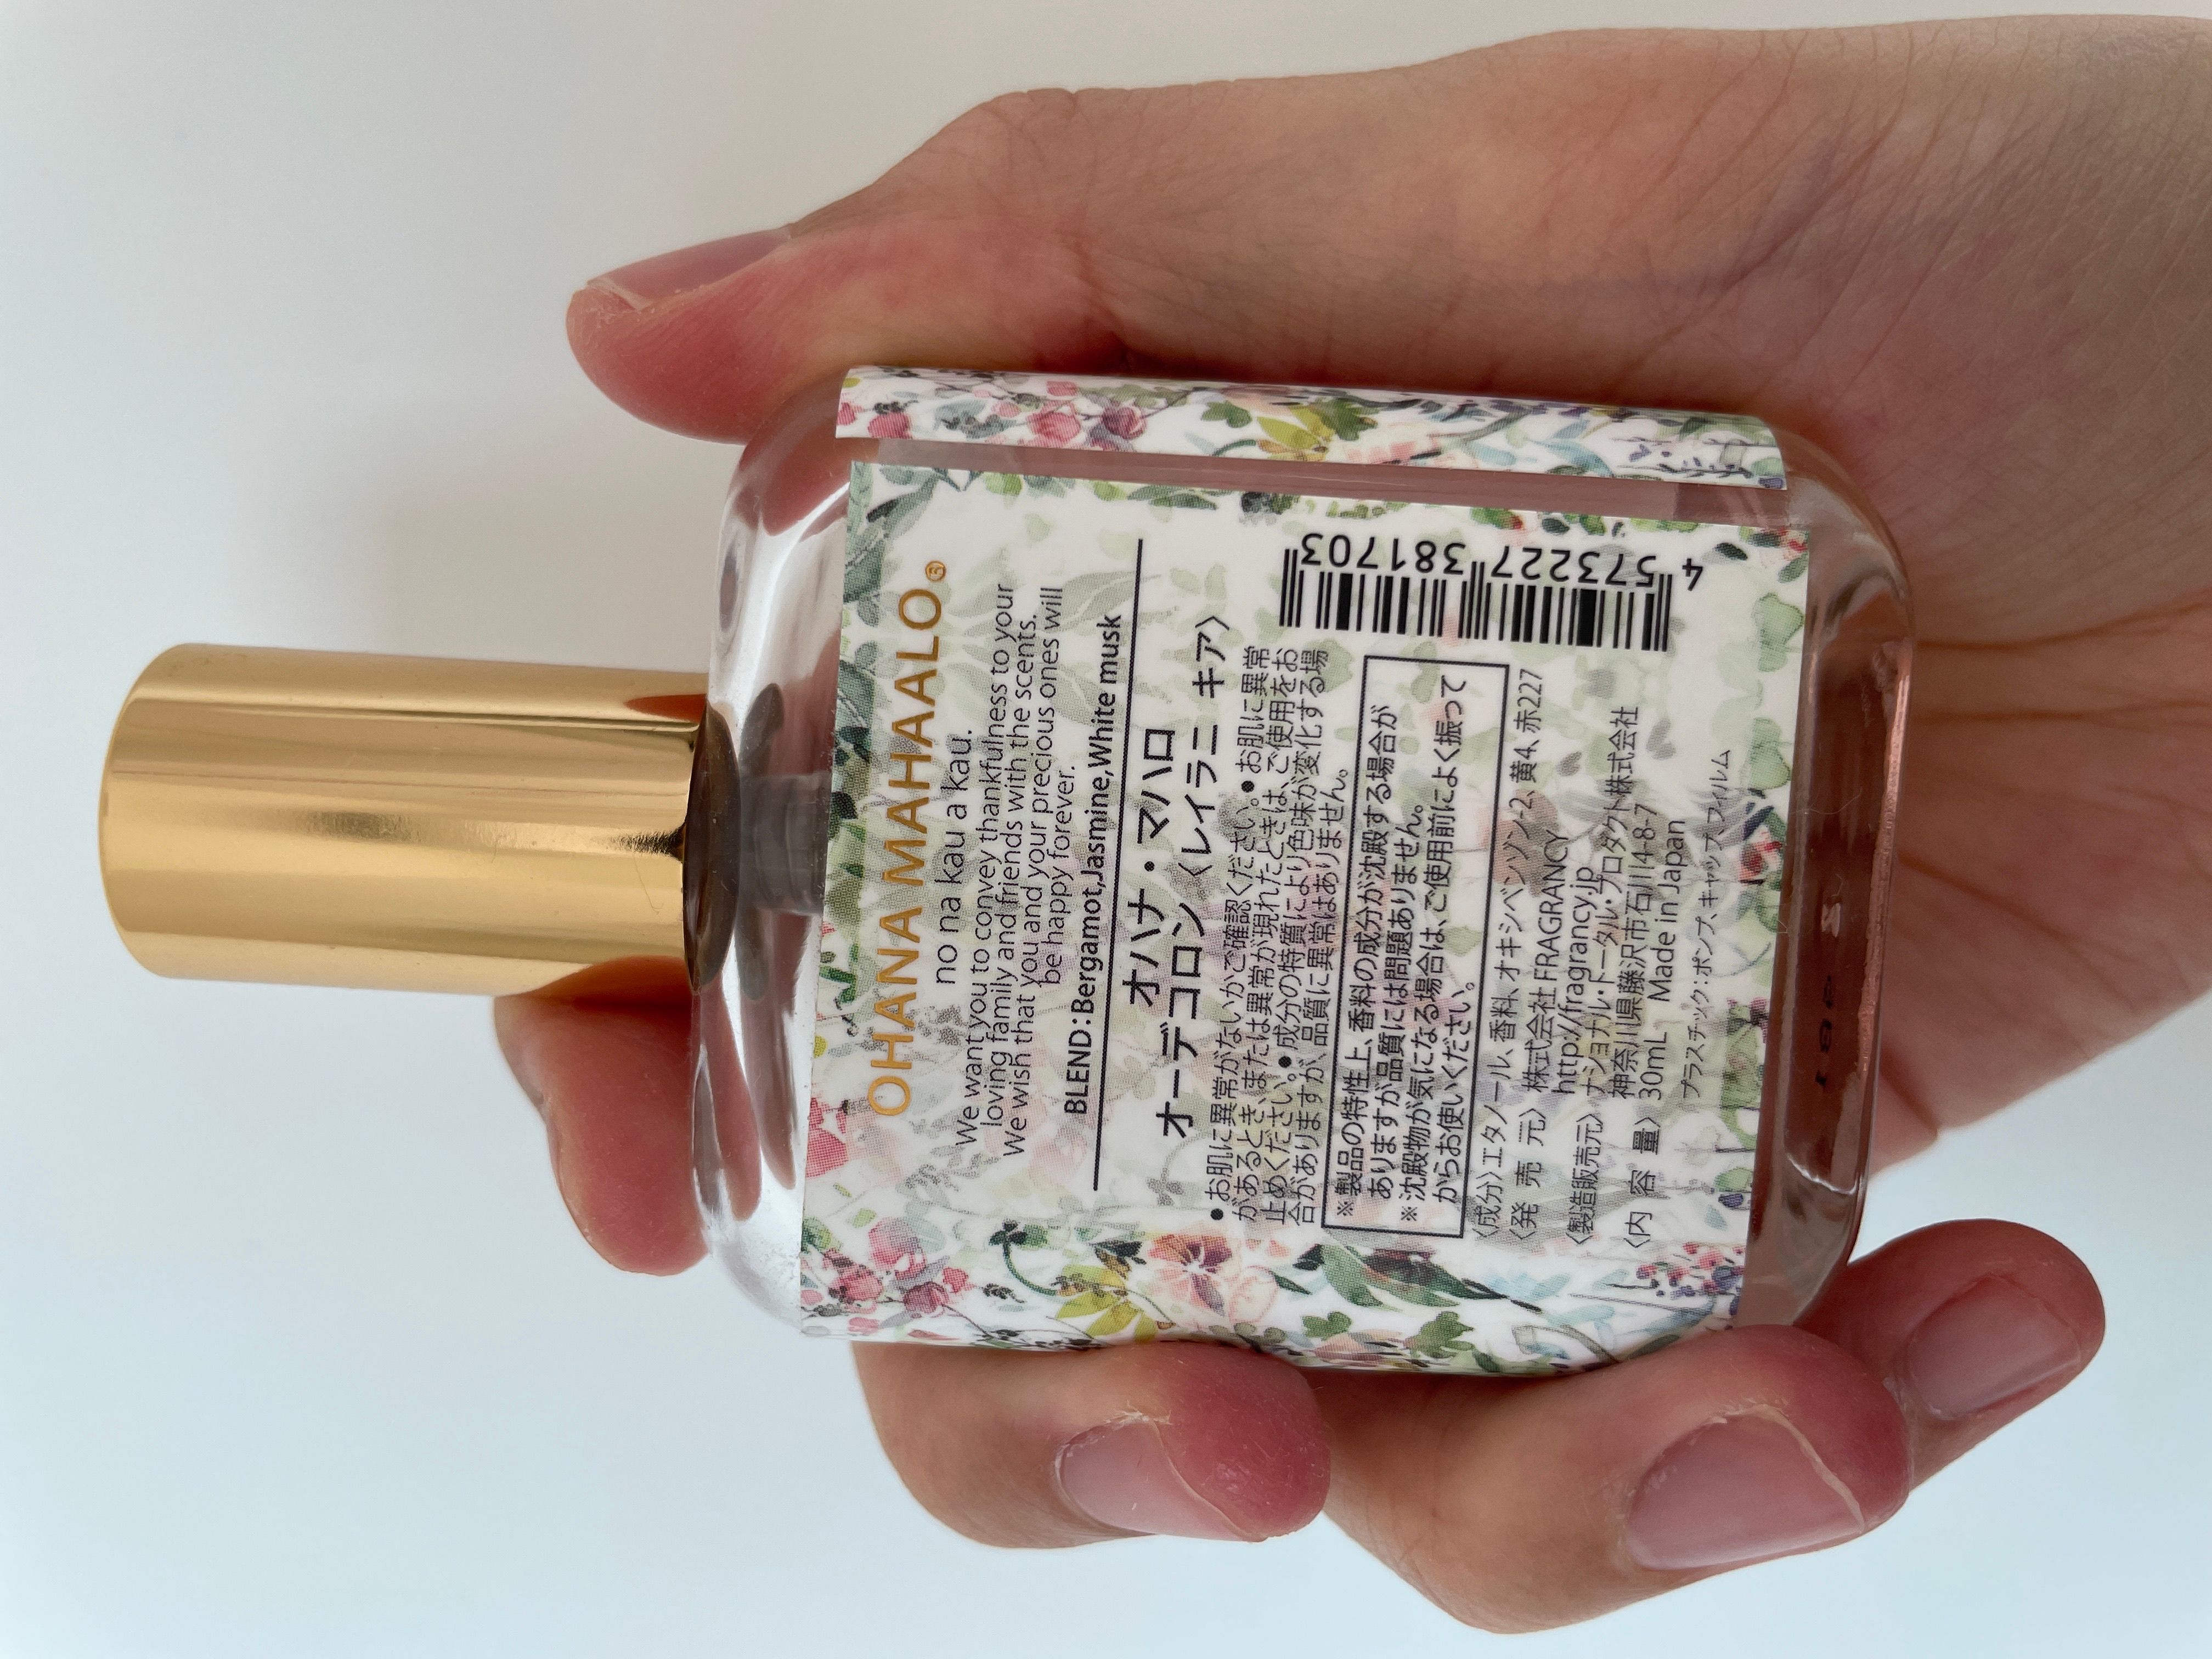 OHANA MAHAALO®
no na kau a kau.
We want you to convey thankfulness to your
loving family and friends with the scents.
We wish that you and your precious ones will
be happy forever.
BLEND:Bergamot,Jasmine,White musk
オハナ・マハロ
オーデコロン〈レイラニ キア〉
●お肌に異常がないかご確認ください。●お肌に異常
があるとき、または異常が現れたときは、ご使用をお
止めください。●成分の特質により色味が変化する場
合がありますが、品質に異常はありません。
※製品の特性上、香料の成分が沈殿する場合が
ありますが品質には問題ありません。
※沈殿物が気になる場合は、ご使用前によく振って
からお使いください。
〈成分〉エタノール、香料、オキシベンゾン-2、黄4、赤227
〈発 売 元〉株式会社 FRAGRANCY
http://fragrancy.jp
〈製造販売元〉ナショナル・トータル・プロダクト株式会社
神奈川県藤沢市石川4-8-7
〈内 容 量〉30mL Made in Japan
プラスチック:ポンプ、キャップ、フィルム
4 573227 381703